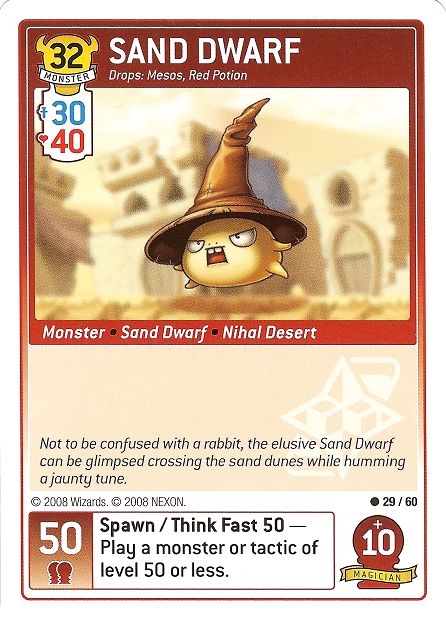 32
MONSTER
SAND DWARF
Drops: Mesos, Red Potion
30
40
Monster • Sand Dwarf • Nihal Desert
Not to be confused with a rabbit, the elusive Sand Dwarf
can be glimpsed crossing the sand dunes while humming
a jaunty tune.
© 2008 Wizards. © 2008 NEXON.
● 29 / 60
50
Spawn / Think Fast 50 —
Play a monster or tactic of
level 50 or less.
+
10
MAGICIAN